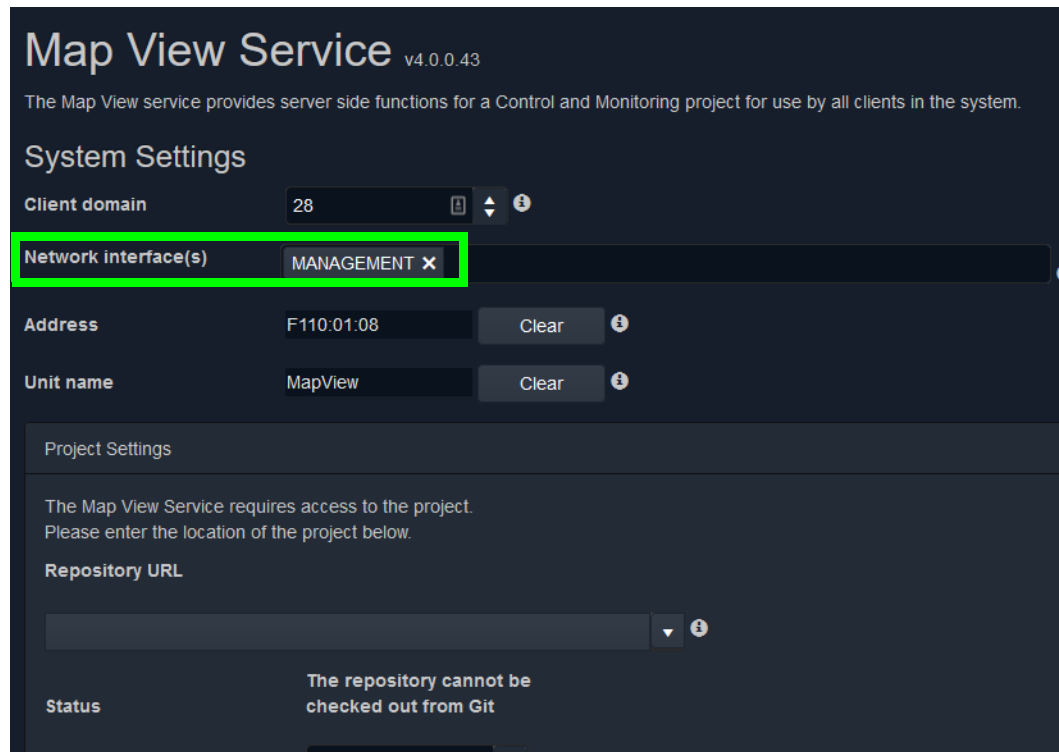 Map View Service v4.0.0.43
The Map View service provides server side functions for a Control and Monitoring project for use by all clients in the system.
System Settings
Client domain 28
Network interface(s) MANAGEMENT
Address F110:01:08 Clear
Unit name MapView Clear
Project Settings
The Map View Service requires access to the project.
Please enter the location of the project below.
Repository URL
The repository cannot be
Status checked out from Git